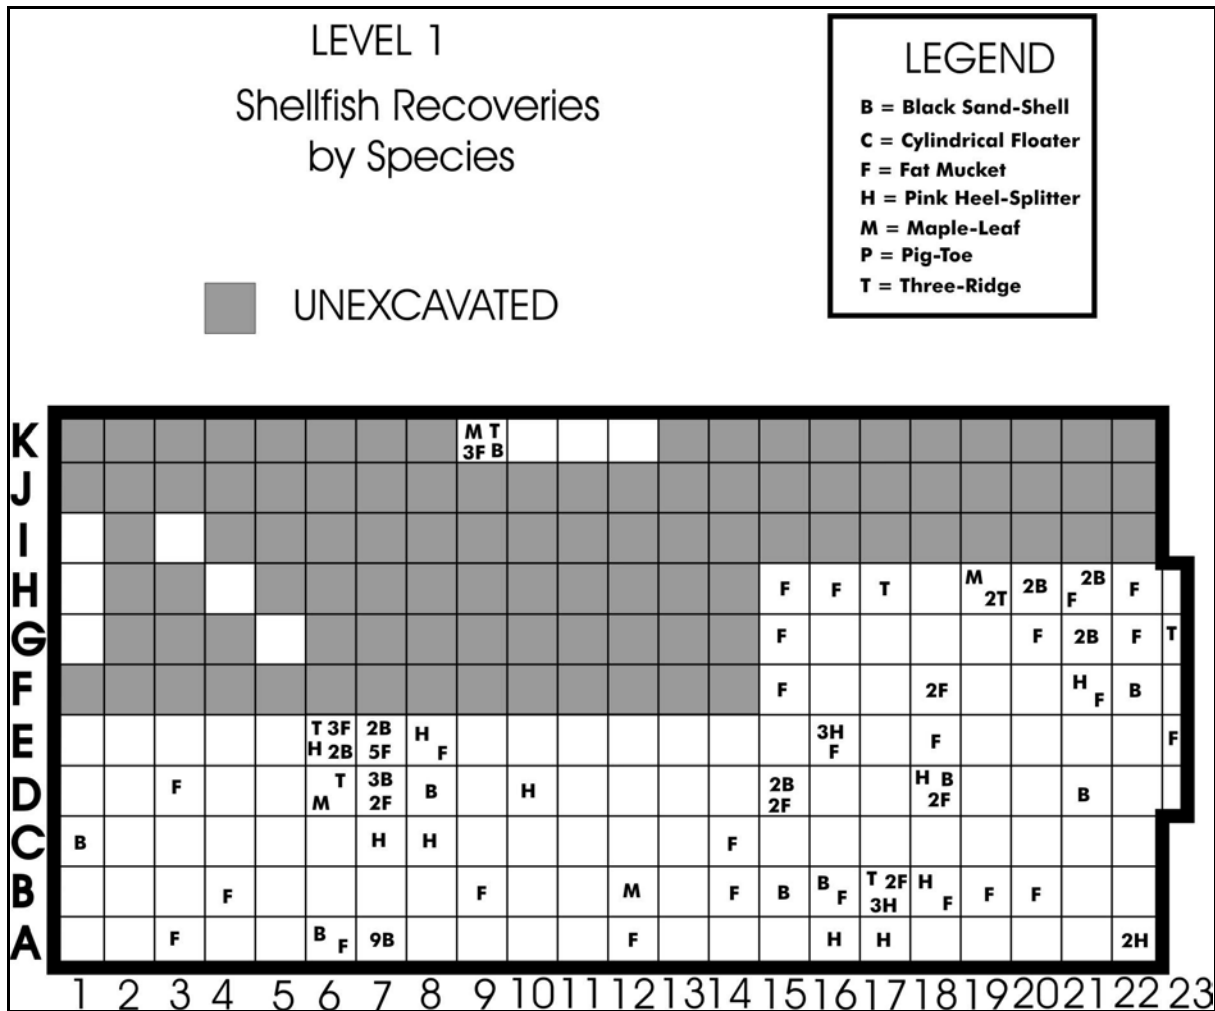 LEVEL 1
Shellfish Recoveries
by Species
UNEXCAVATED
LEGEND
B = Black Sand-Shell
C = Cylindrical Floater
F = Fat Mucket
H = Pink Heel-Splitter
M = Maple-Leaf
P = Pig-Toe
T = Three-Ridge
K M T
3F B
J
I
H F F T M 2T 2B 2B F F
G F F 2B F T
F F 2F H F B
E T 3F 2B H F 3H F F
H 2B 5F F
D F T M 3B B H 2B H B B
2F 2F 2F
C B H H F
B F F M F B B F T 2F H F F F
3H
A F B F 9B F H H 2H
1 2 3 4 5 6 7 8 9 10 11 12 13 14 15 16 17 18 19 20 21 22 23